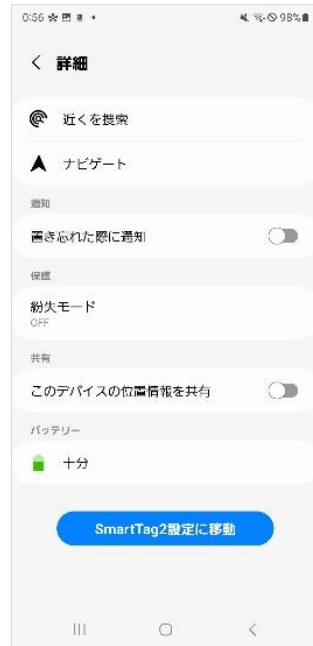 0:56
98%
詳細
近くを捜索
ナビゲート
通知
置き忘れた際に通知
保護
紛失モード
OFF
共有
このデバイスの位置情報を共有
バッテリー
十分
SmartTag2設定に移動